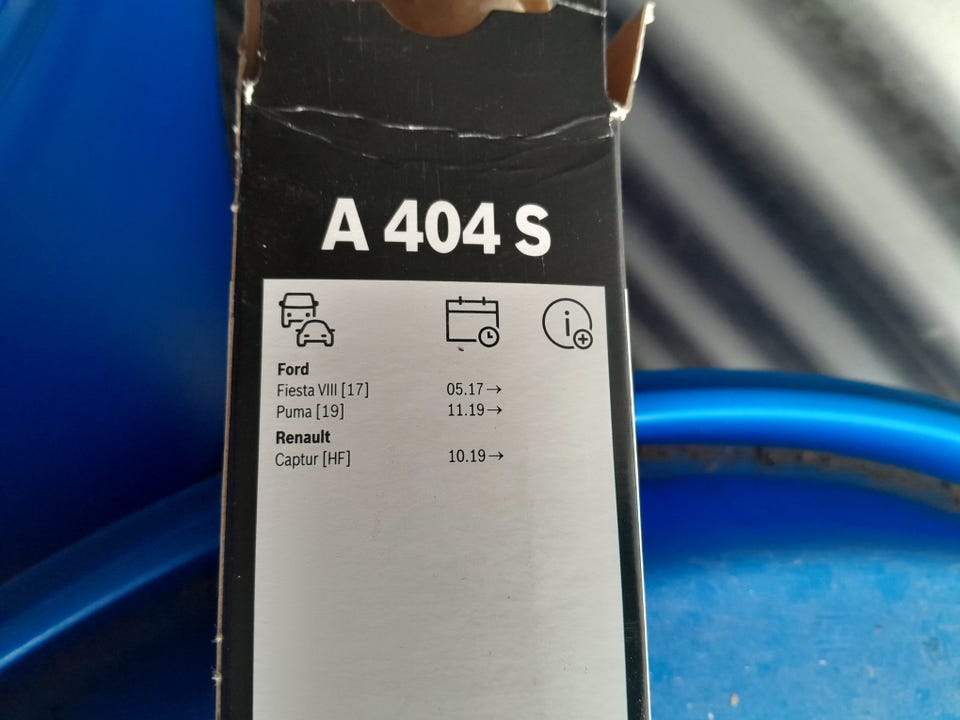 A 404 S
Ford
Fiesta VIII [17] 05.17→
Puma [19] 11.19→
Renault
Captur [HF] 10.19→